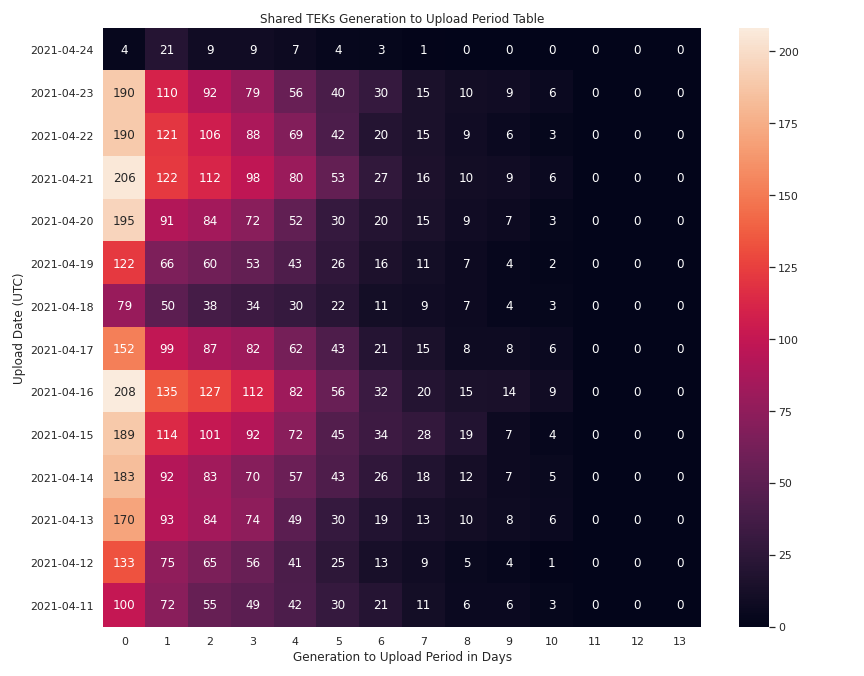 Shared TEKs Generation to Upload Period Table
2021-04-24 4 21 9 9 7 4 3 1 0 0 0 0 0 0
2021-04-23 190 110 92 79 56 40 30 15 10 9 6 0 0 0
2021-04-22 190 121 106 88 69 42 20 15 9 6 3 0 0 0
2021-04-21 206 122 112 98 80 53 27 16 10 9 6 0 0 0
2021-04-20 195 91 84 72 52 30 20 15 9 7 3 0 0 0
2021-04-19 122 66 60 53 43 26 16 11 7 4 2 0 0 0
2021-04-18 79 50 38 34 30 22 11 9 7 4 3 0 0 0
2021-04-17 152 99 87 82 62 43 21 15 8 8 6 0 0 0
2021-04-16 208 135 127 112 82 56 32 20 15 14 9 0 0 0
2021-04-15 189 114 101 92 72 45 34 28 19 7 4 0 0 0
2021-04-14 183 92 83 70 57 43 26 18 12 7 5 0 0 0
2021-04-13 170 93 84 74 49 30 19 13 10 8 6 0 0 0
2021-04-12 133 75 65 56 41 25 13 9 5 4 1 0 0 0
2021-04-11 100 72 55 49 42 30 21 11 6 6 3 0 0 0
0 1 2 3 4 5 6 7 8 9 10 11 12 13
Generation to Upload Period in Days
Upload Date (UTC)
200
175
150
125
100
75
50
25
0